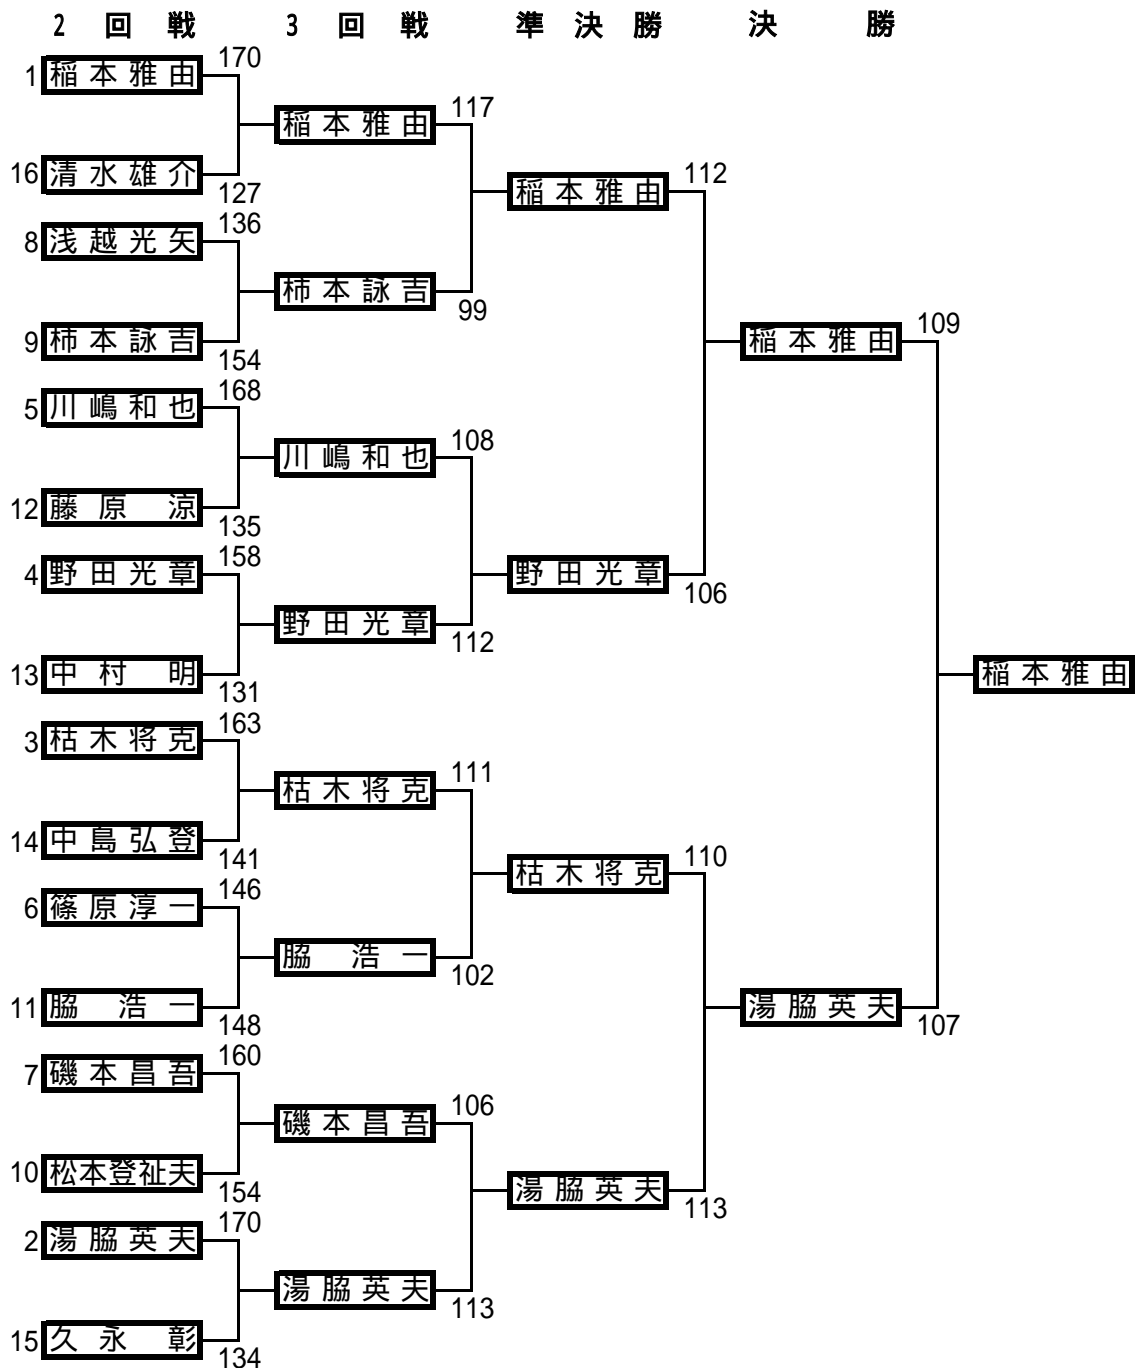 2 回 戦 3 回 戦 準 決 勝 決 勝
1 稲本雅由 170
稲本雅由 117
16 清水雄介 127
稲本雅由 112
8 浅越光矢 136
柿本詠吉 99
9 柿本詠吉 154
稲本雅由 109
5 川嶋和也 168
川嶋和也 108
12 藤原 涼 135
野田光章 106
4 野田光章 158
野田光章 112
13 中村 明 131
稲本雅由
3 枯木将克 163
枯木将克 111
14 中島弘登 141
枯木将克 110
6 篠原淳一 146
脇 浩一 102
11 脇 浩一 148
湯脇英夫 107
7 磯本昌吾 160
磯本昌吾 106
10 松本登祉夫 154
湯脇英夫 113
2 湯脇英夫 170
湯脇英夫 113
15 久永 彰 134